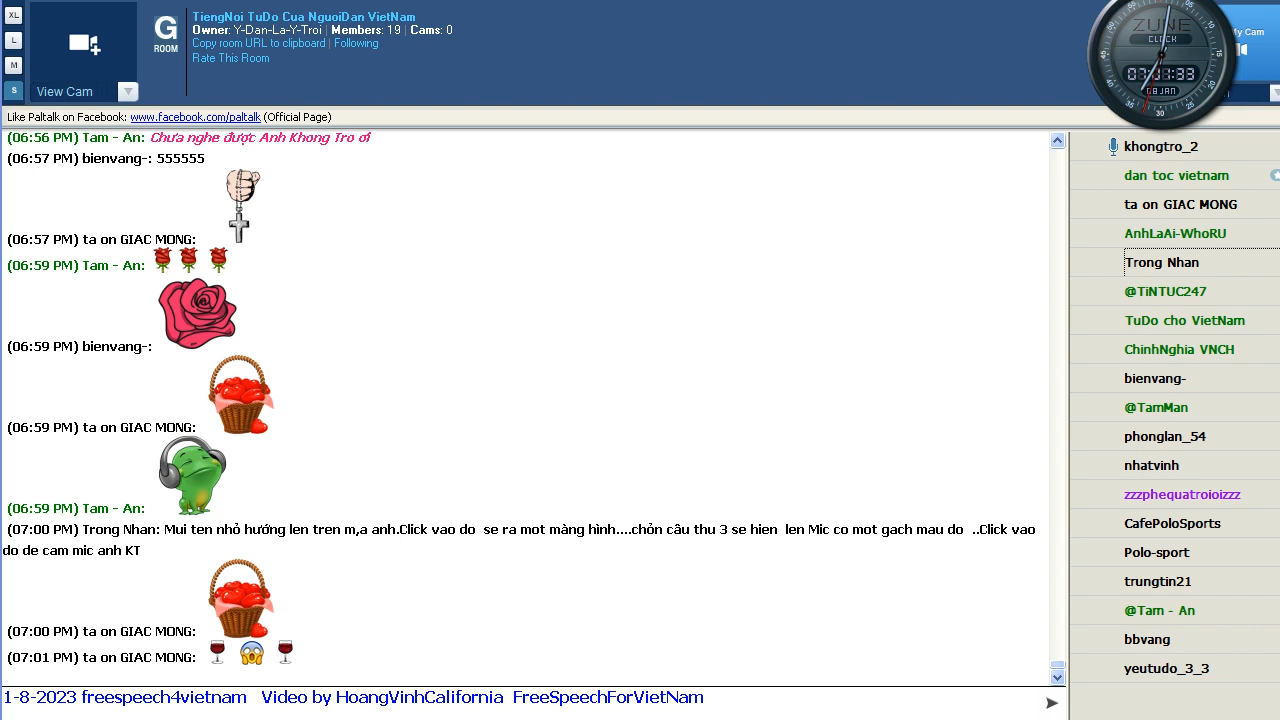 XL
L
M
S
View Cam
G
ROOM
TiengNoi TuDo Cua NguoiDan VietNam
Owner: Y-Dan-La-Y-Troi | Members: 19 | Cams: 0
Copy room URL to clipboard | Following
Rate This Room
ZUNE
CLOCK
07:01:33
08 JAN
My Cam
Like Paltalk on Facebook: www.facebook.com/paltalk (Official Page)
(06:56 PM) Tam - An: Chưa nghe được Anh Khong Tro ơi
(06:57 PM) bienvang-: 555555
(06:57 PM) ta on GIAC MONG:
(06:59 PM) Tam - An:
(06:59 PM) bienvang-:
(06:59 PM) ta on GIAC MONG:
(06:59 PM) Tam - An:
(07:00 PM) Trong Nhan: Mui ten nhỏ hướng len tren m,a anh.Click vao do se ra mot màng hình....chỏn câu thu 3 se hien len Mic co mot gach mau do ..Click vao
do de cam mic anh KT
(07:00 PM) ta on GIAC MONG:
(07:01 PM) ta on GIAC MONG:
1-8-2023 freespeech4vietnam Video by HoangVinhCalifornia FreeSpeechForVietNam
khongtro_2
dan toc vietnam
ta on GIAC MONG
AnhLaAi-WhoRU
Trong Nhan
@TiNTUC247
TuDo cho VietNam
ChinhNghia VNCH
bienvang-
@TamMan
phonglan_54
nhatvinh
zzzphequatroioizzz
CafePoloSports
Polo-sport
trungtin21
@Tam - An
bbvang
yeutudo_3_3